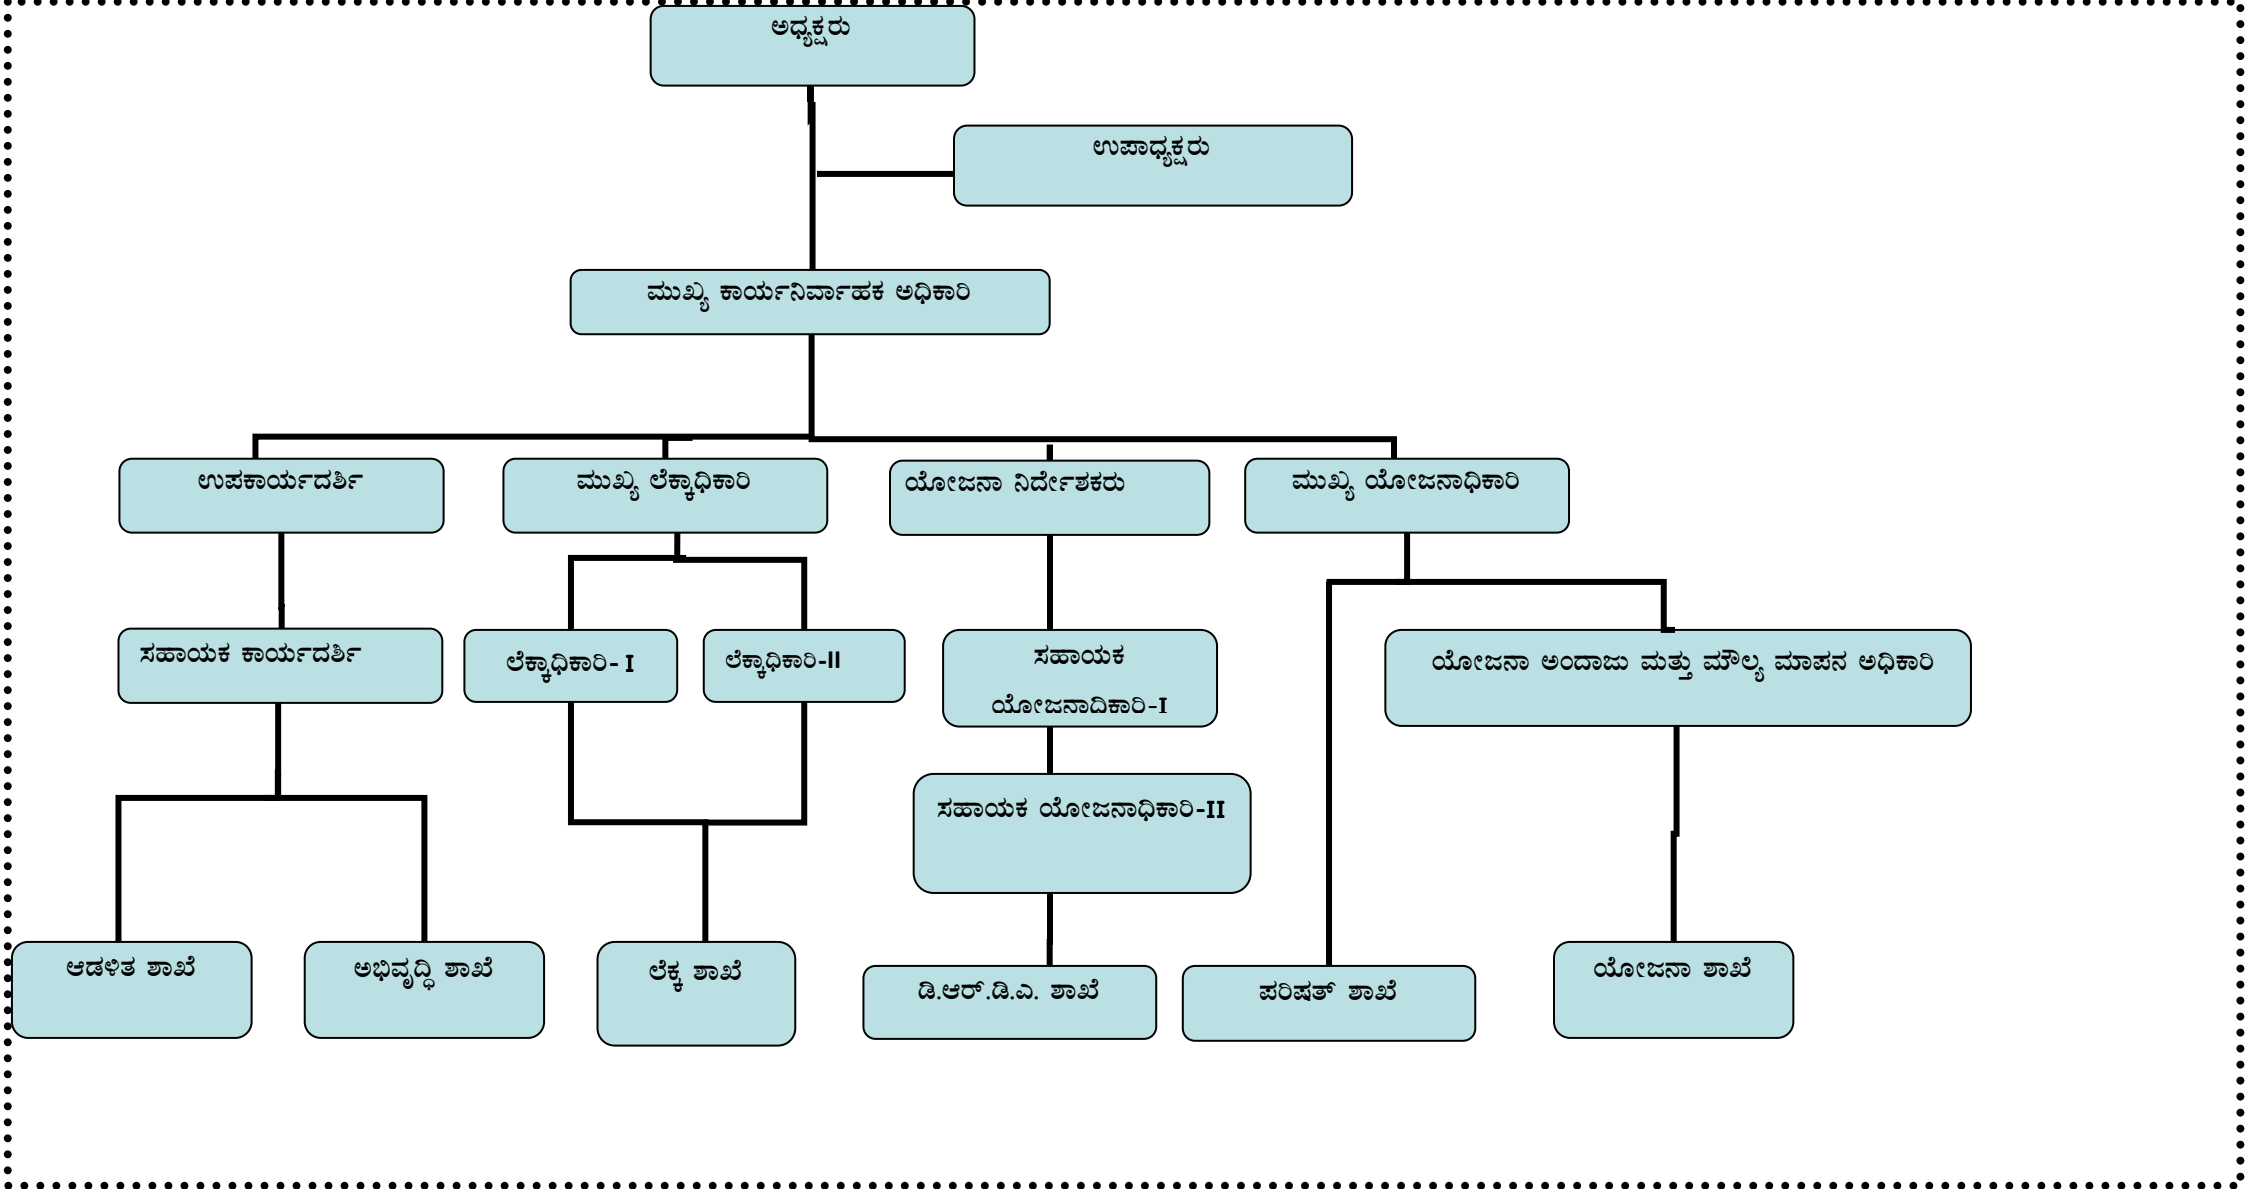 ಅಧ್ಯಕ್ಷರು
ಉಪಾಧ್ಯಕ್ಷರು
ಮುಖ್ಯ ಕಾರ್ಯನಿರ್ವಾಹಕ ಅಧಿಕಾರಿ
ಉಪಕಾರ್ಯದರ್ಶಿ
ಮುಖ್ಯ ಲೆಕ್ಕಾಧಿಕಾರಿ
ಯೋಜನಾ ನಿರ್ದೇಶಕರು
ಮುಖ್ಯ ಯೋಜನಾಧಿಕಾರಿ
ಸಹಾಯಕ ಕಾರ್ಯದರ್ಶಿ
ಲೆಕ್ಕಾಧಿಕಾರಿ- I
ಲೆಕ್ಕಾಧಿಕಾರಿ-II
ಸಹಾಯಕ
ಯೋಜನಾದಿಕಾರಿ-I
ಯೋಜನಾ ಅಂದಾಜು ಮತ್ತು ಮೌಲ್ಯ ಮಾಪನ ಅಧಿಕಾರಿ
ಸಹಾಯಕ ಯೋಜನಾಧಿಕಾರಿ-II
ಆಡಳಿತ ಶಾಖೆ
ಅಭಿವೃದ್ಧಿ ಶಾಖೆ
ಲೆಕ್ಕ ಶಾಖೆ
ಡಿ.ಆರ್.ಡಿ.ಎ. ಶಾಖೆ
ಪರಿಷತ್ ಶಾಖೆ
ಯೋಜನಾ ಶಾಖೆ